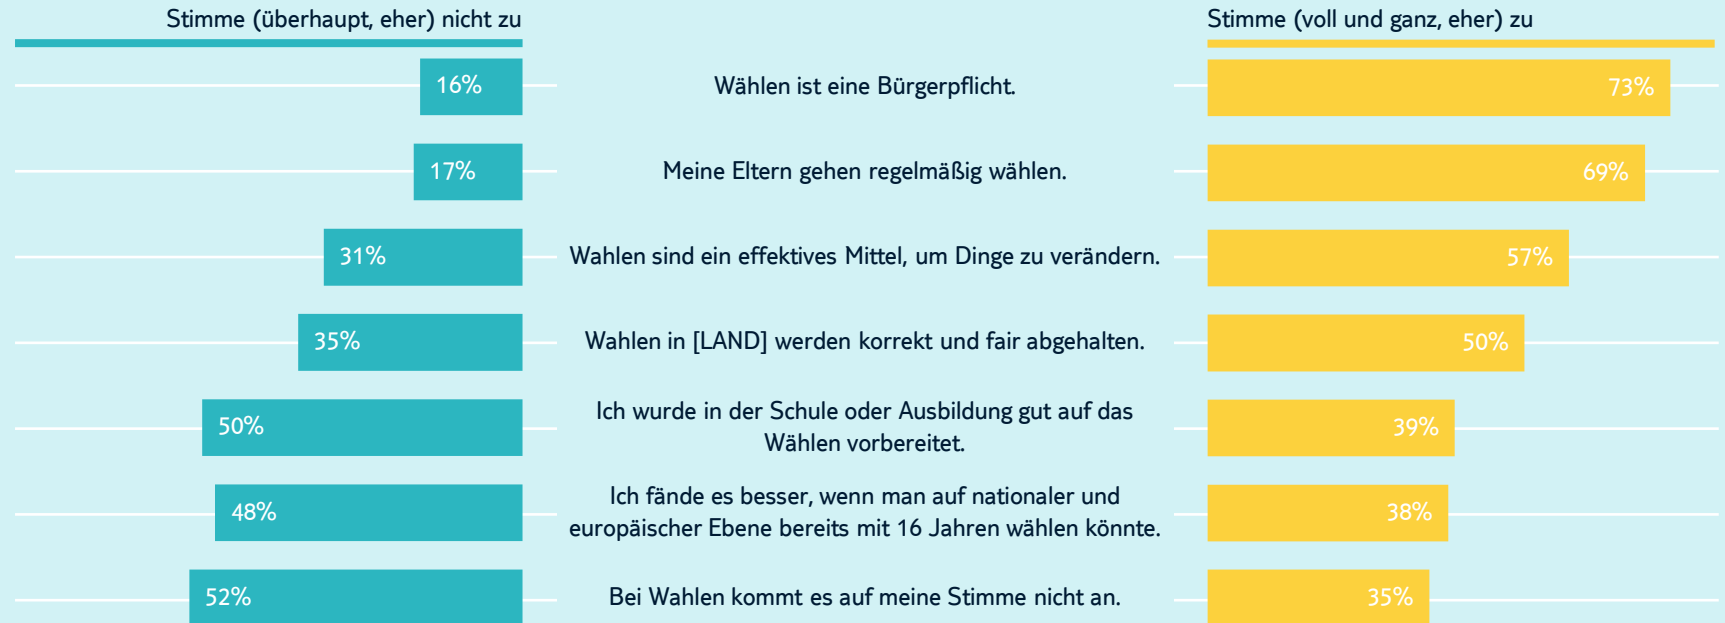 Stimme (überhaupt, eher) nicht zu
Stimme (voll und ganz, eher) zu
16%
Wählen ist eine Bürgerpflicht.
73%
17%
Meine Eltern gehen regelmäßig wählen.
69%
31%
Wahlen sind ein effektives Mittel, um Dinge zu verändern.
57%
35%
Wahlen in [LAND] werden korrekt und fair abgehalten.
50%
50%
Ich wurde in der Schule oder Ausbildung gut auf das
Wählen vorbereitet.
39%
48%
Ich fände es besser, wenn man auf nationaler und
europäischer Ebene bereits mit 16 Jahren wählen könnte.
38%
52%
Bei Wahlen kommt es auf meine Stimme nicht an.
35%